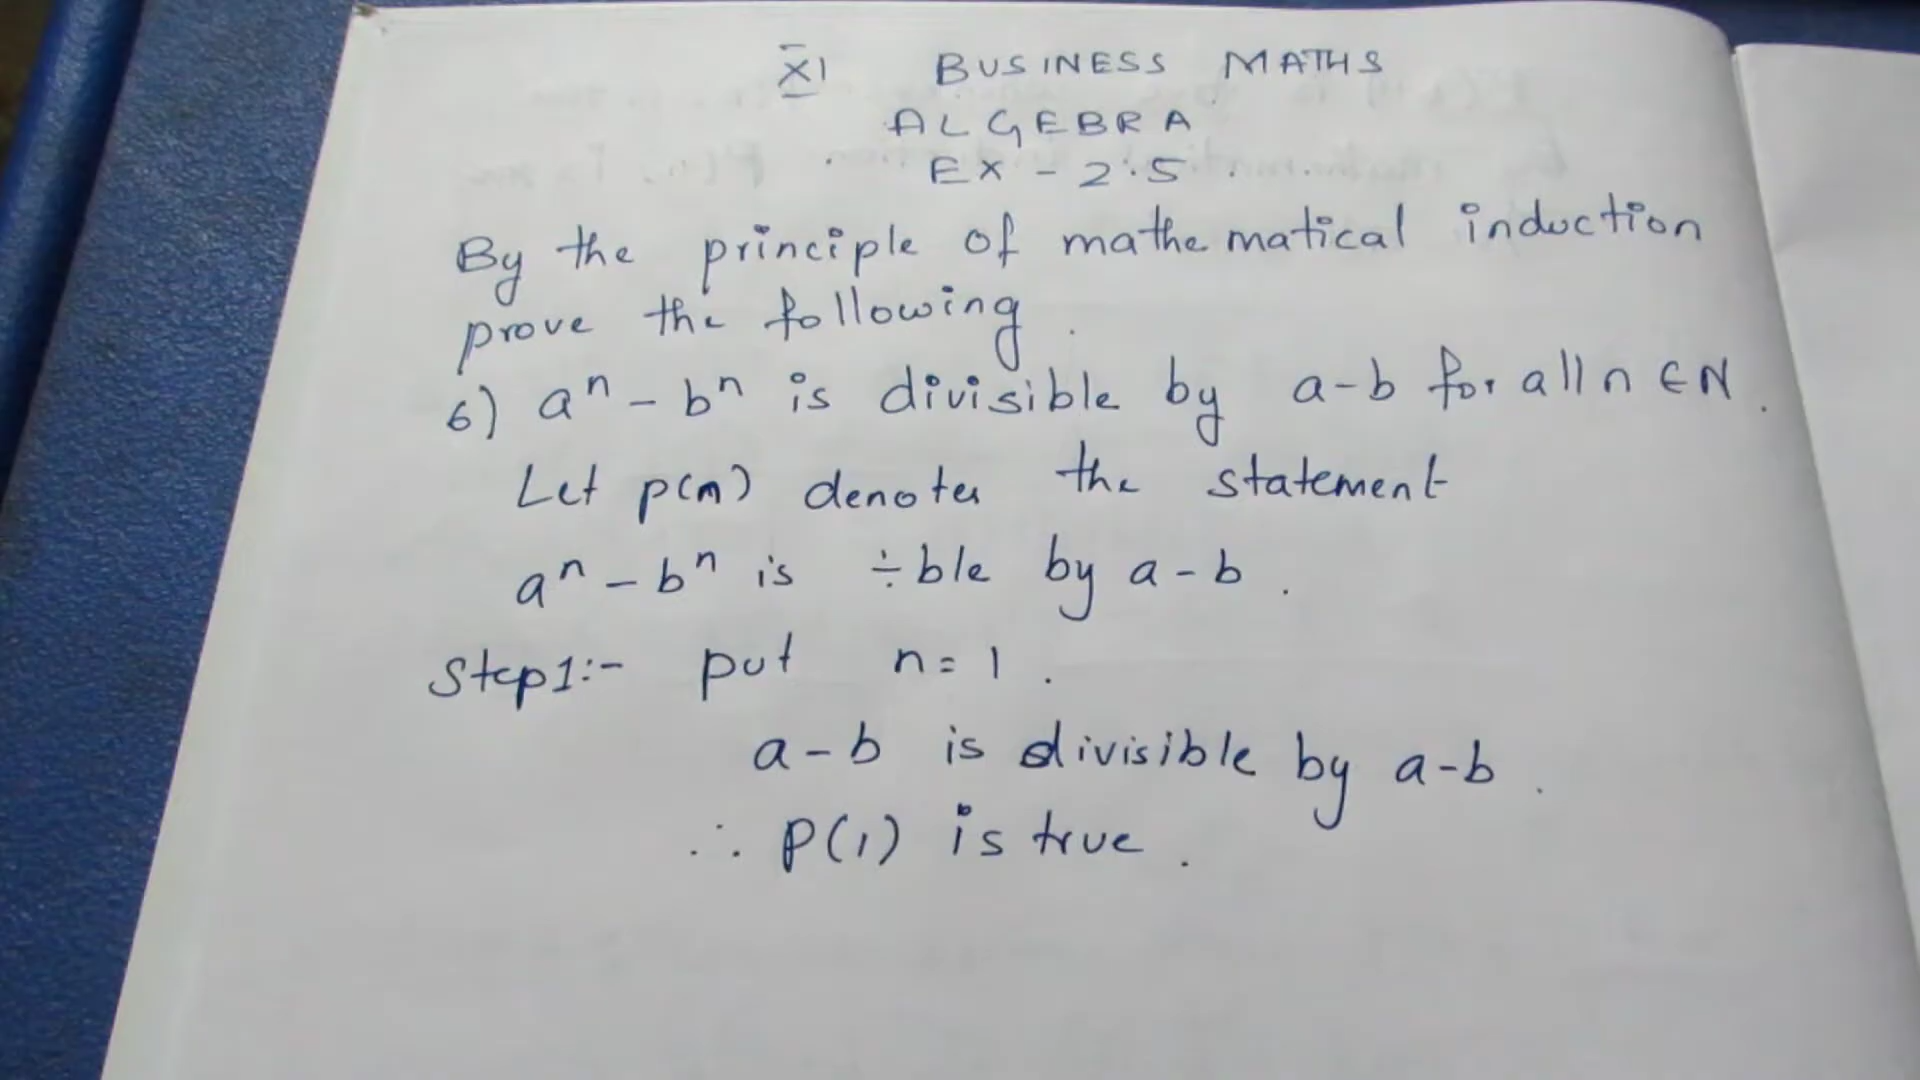 XI BUSINESS MATHS
ALGEBRA
EX - 2.5
By the principle of mathematical induction
prove the following.
6) aⁿ - bⁿ is divisible by a-b for all n ∈ N.
Let p(n) denotes the statement
aⁿ - bⁿ is ÷ble by a-b.
Step1:- put n=1.
a-b is divisible by a-b.
∴ P(1) is true.